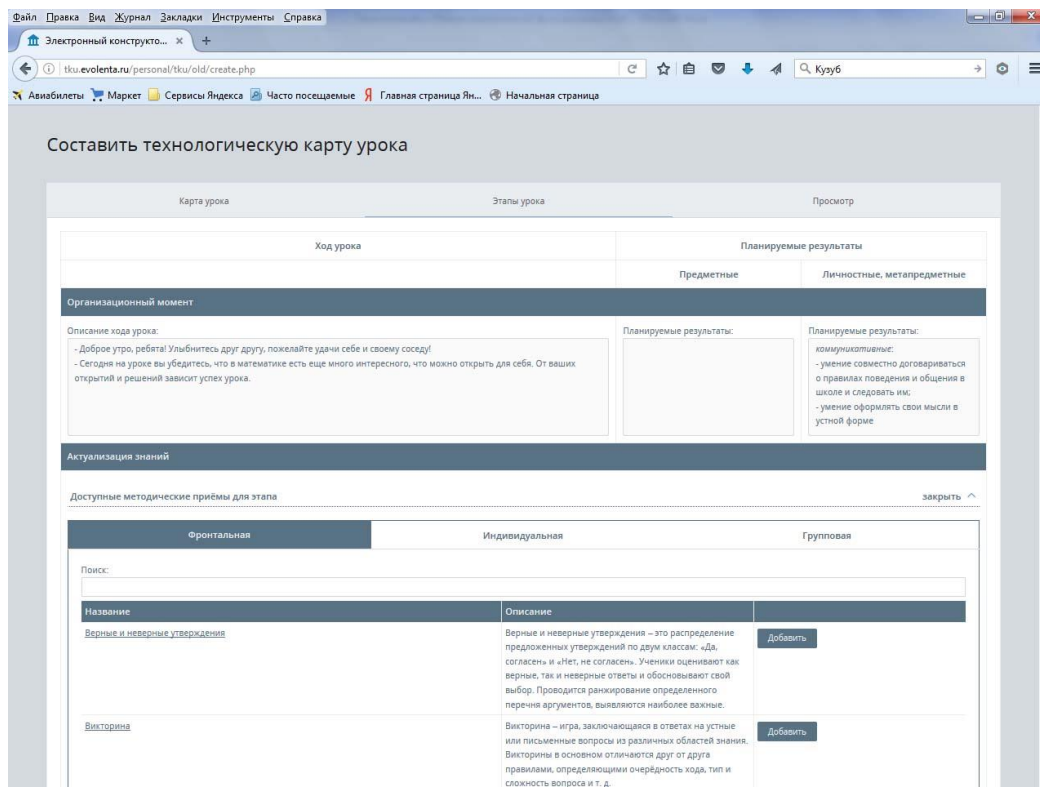 Файл Правка Вид Журнал Закладки Инструменты Справка
Электронный конструкто... × +
tku.evolenta.ru/personal/tku/old/create.php
Кузуб
Авиабилеты Маркет Сервисы Яндекса Часто посещаемые Главная страница Ян... Начальная страница
Составить технологическую карту урока
Карта урока Этапы урока Просмотр
Ход урока Планируемые результаты
Предметные Личностные, метапредметные
Организационный момент
Описание хода урока:
- Доброе утро, ребята! Улыбнитесь друг другу, пожелайте удачи себе и своему соседу!
- Сегодня на уроке вы убедитесь, что в математике есть еще много интересного, что можно открыть для себя. От ваших
открытий и решений зависит успех урока.
Планируемые результаты:
Планируемые результаты:
коммуникативные:
- умение совместно договариваться
о правилах поведения и общения в
школе и следовать им;
- умение оформлять свои мысли в
устной форме
Актуализация знаний
Доступные методические приёмы для этапа закрыть
Фронтальная Индивидуальная Групповая
Поиск:
Название Описание
Верные и неверные утверждения
Верные и неверные утверждения – это распределение
предложенных утверждений по двум классам: «Да,
согласен» и «Нет, не согласен». Ученики оценивают как
верные, так и неверные ответы и обосновывают свой
выбор. Проводится ранжирование определенного
перечня аргументов, выявляются наиболее важные.
Добавить
Викторина
Викторина – игра, заключающаяся в ответах на устные
или письменные вопросы из различных областей знания.
Викторины в основном отличаются друг от друга
правилами, определяющими очерёдность хода, тип и
сложность вопроса и т. д.
Добавить